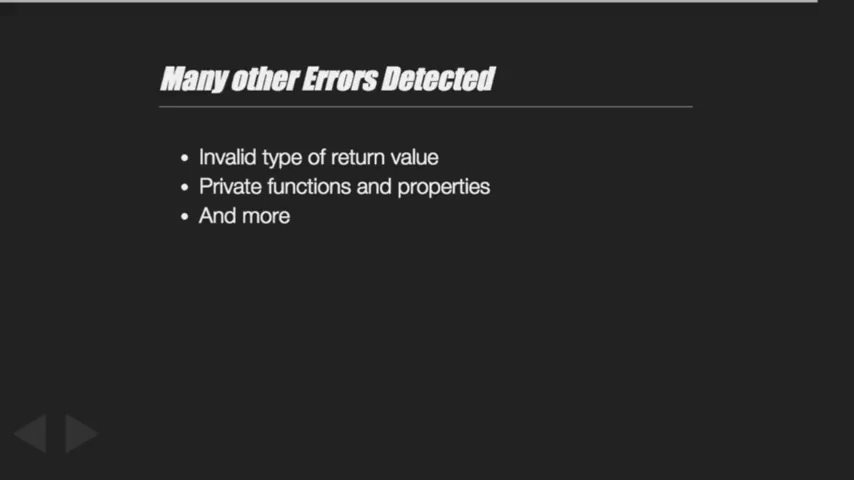 Many other Errors Detected
• Invalid type of return value
• Private functions and properties
• And more